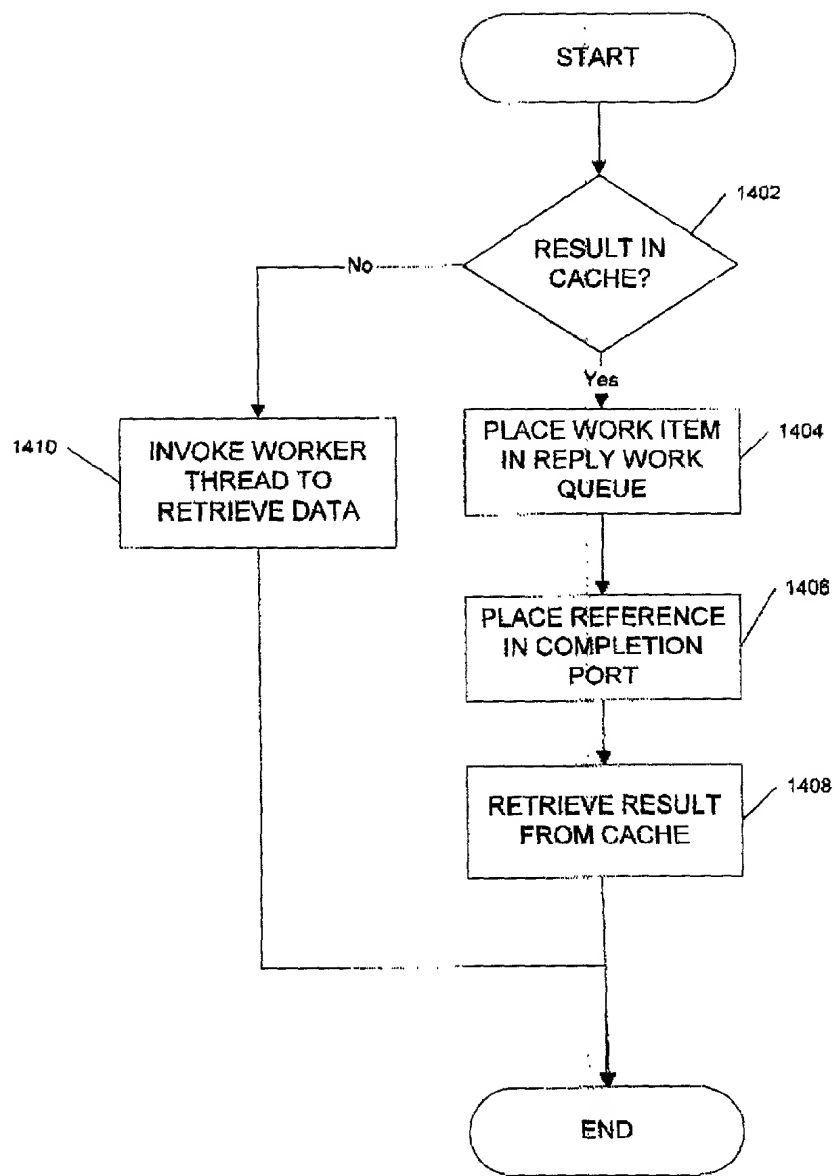 START
1402
RESULT IN
CACHE?
No
Yes
1410
INVOKE WORKER
THREAD TO
RETRIEVE DATA
PLACE WORK ITEM
IN REPLY WORK
QUEUE
1404
PLACE REFERENCE
IN COMPLETION
PORT
1406
RETRIEVE RESULT
FROM CACHE
1408
END